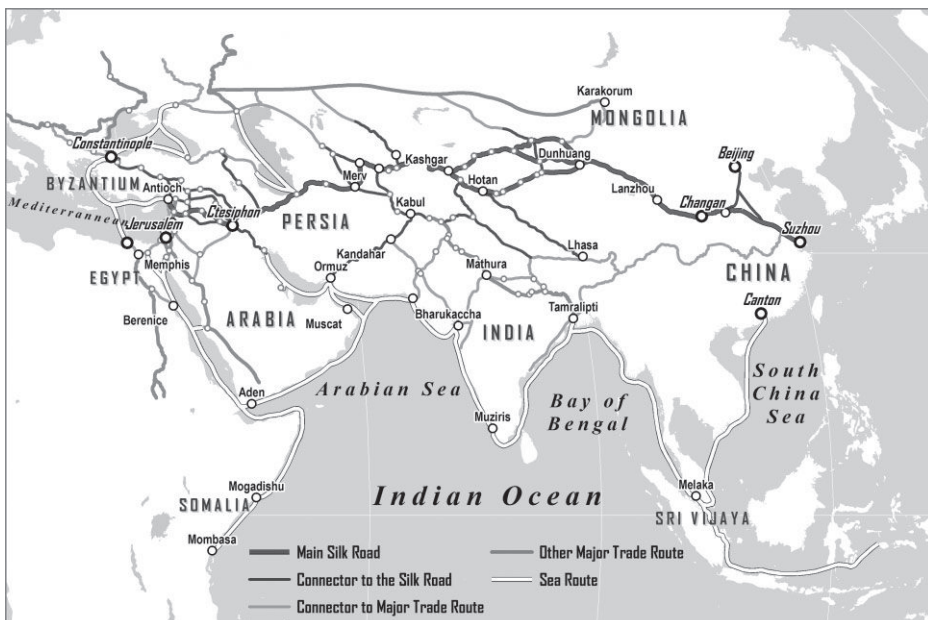 Karakorum
MONGOLIA
Constantinople
Dunhuang
Beijing
Kashgar
BYZANTIUM
Antioch
Merv
Hotan
Lanzhou
Mediterranean
Ctesiphon
PERSIA
Kabul
Changan
Jerusalem
Suzhou
Kandahar
Lhasa
EGYPT
Memphis
Ormuz
Mathura
CHINA
Canton
Berenice
ARABIA
Muscat
Bharukaccha
INDIA
Tamralipti
Aden
Arabian Sea
Muziris
Bay of
Bengal
South
China
Sea
Mogadishu
SOMALIA
Indian Ocean
Melaka
SRI VIJAYA
Mombasa
Main Silk Road
Connector to the Silk Road
Connector to Major Trade Route
Other Major Trade Route
Sea Route